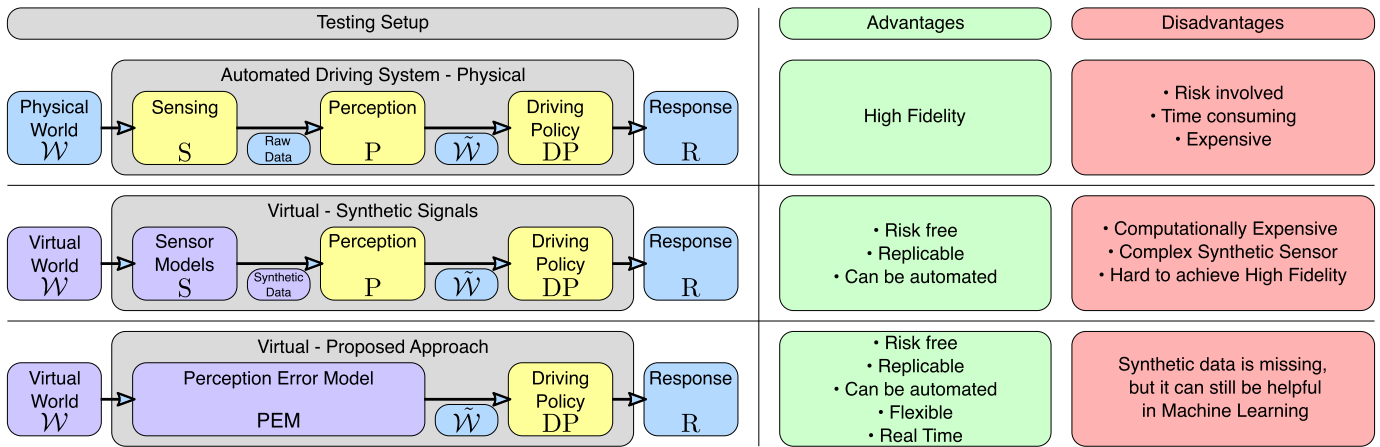 Testing Setup
Advantages
Disadvantages
Automated Driving System - Physical
Physical
World
𝒲
Sensing
S
Raw
Data
Perception
P
𝒲̃
Driving
Policy
DP
Response
R
High Fidelity
• Risk involved
• Time consuming
• Expensive
Virtual - Synthetic Signals
Virtual
World
𝒲
Sensor
Models
S
Synthetic
Data
Perception
P
𝒲̃
Driving
Policy
DP
Response
R
• Risk free
• Replicable
• Can be automated
• Computationally Expensive
• Complex Synthetic Sensor
• Hard to achieve High Fidelity
Virtual - Proposed Approach
Virtual
World
𝒲
Perception Error Model
PEM
𝒲̃
Driving
Policy
DP
Response
R
• Risk free
• Replicable
• Can be automated
• Flexible
• Real Time
Synthetic data is missing,
but it can still be helpful
in Machine Learning